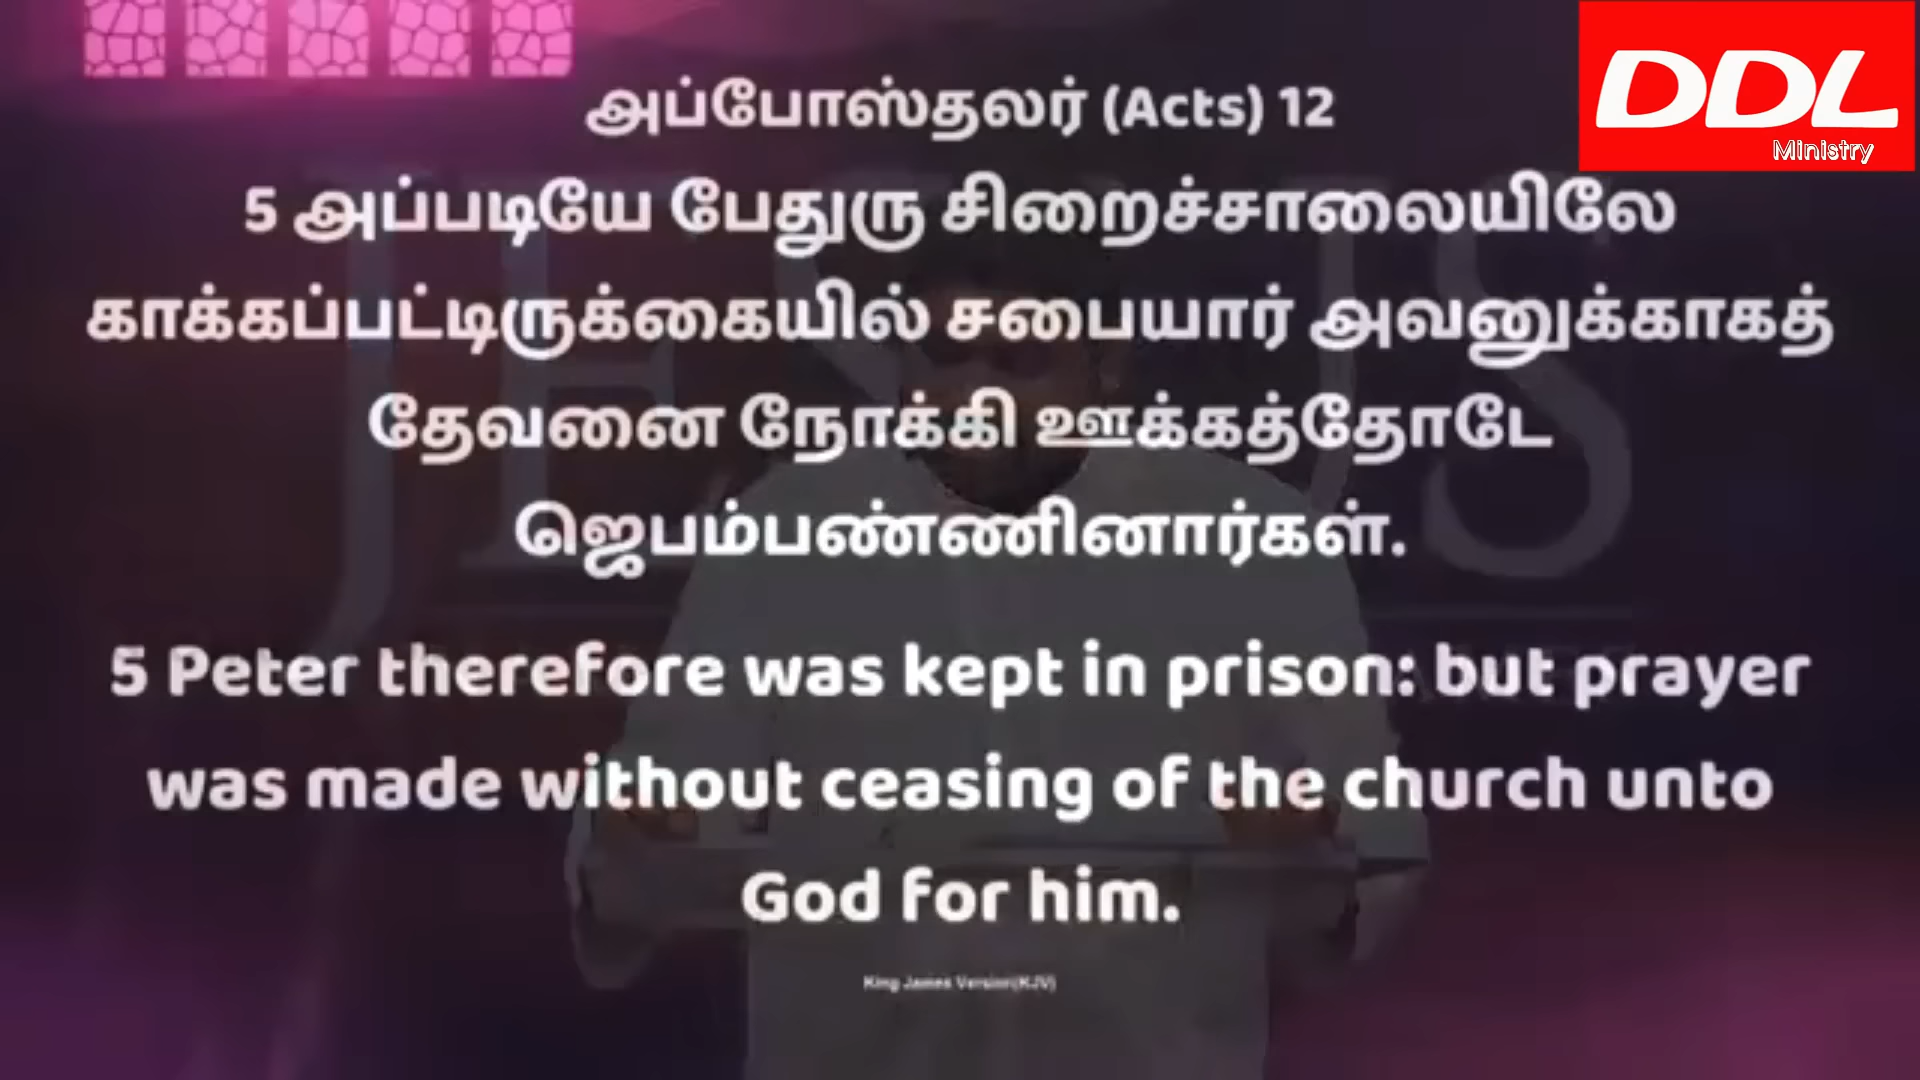 DDL
Ministry
அப்போஸ்தலர் (Acts) 12
5 அப்படியே பேதுரு சிறைச்சாலையிலே
காக்கப்பட்டிருக்கையில் சபையார் அவனுக்காகத்
தேவனை நோக்கி ஊக்கத்தோடே
ஜெபம்பண்ணினார்கள்.
5 Peter therefore was kept in prison: but prayer
was made without ceasing of the church unto
God for him.
King James Version(KJV)
JESUS